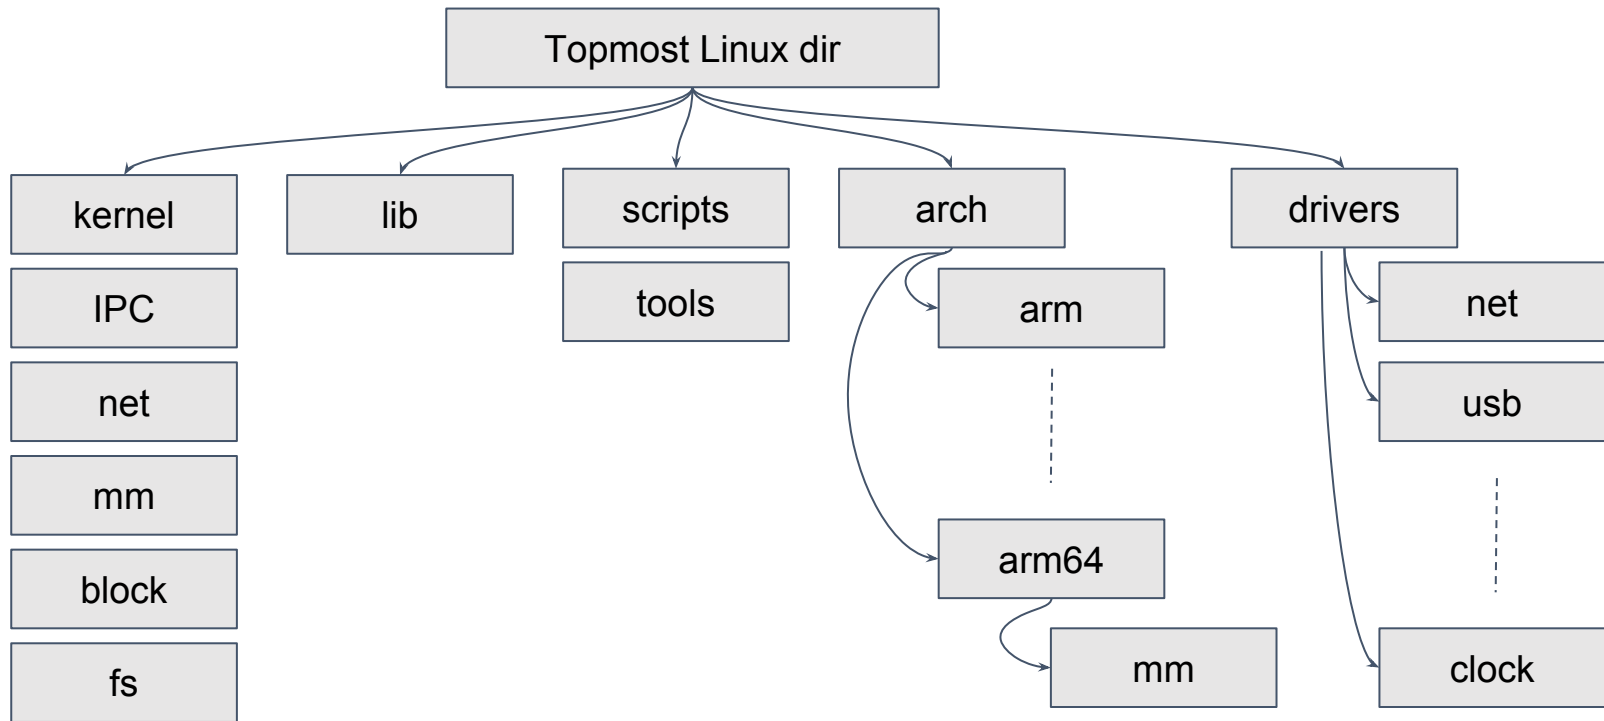 Topmost Linux dir
kernel
lib
scripts
arch
drivers
IPC
tools
arm
net
net
usb
mm
block
arm64
fs
mm
clock